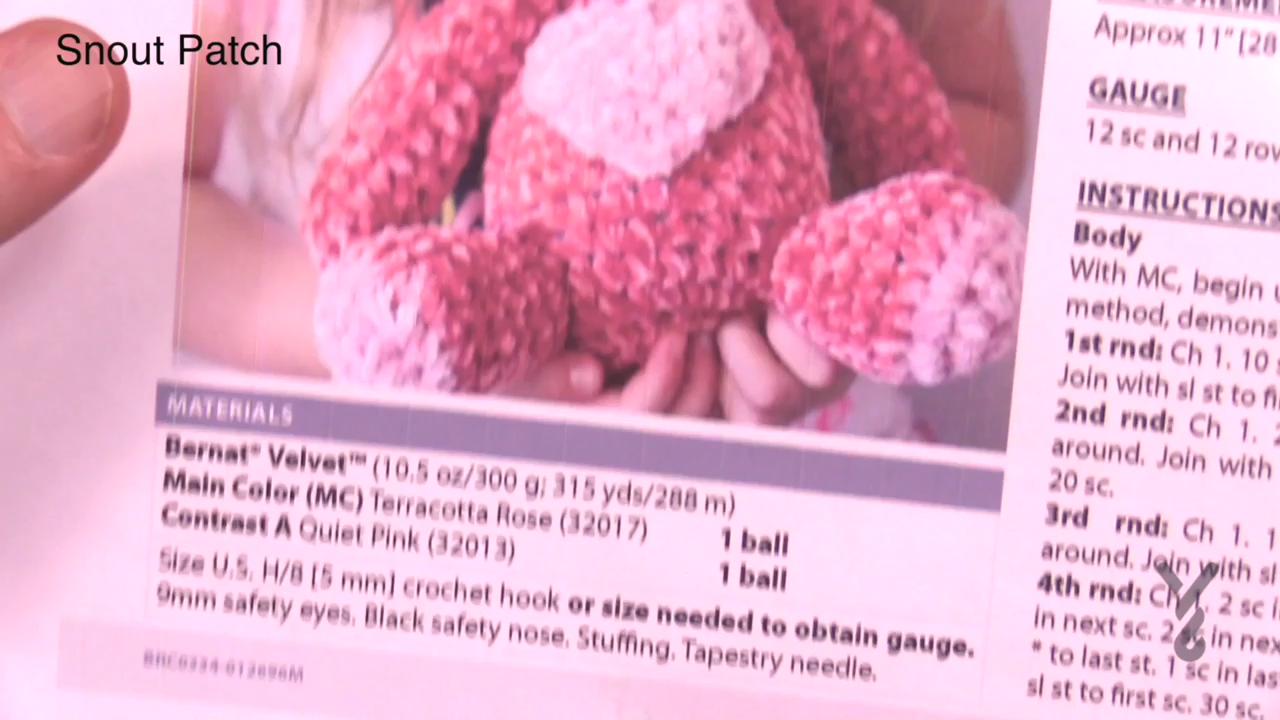 Snout Patch
MATERIALS
Bernat® Velvet™ (10.5 oz/300 g; 315 yds/288 m)
Main Color (MC) Terracotta Rose (32017) 1 ball
Contrast A Quiet Pink (32013) 1 ball
Size U.S. H/8 [5 mm] crochet hook or size needed to obtain gauge.
9mm safety eyes. Black safety nose. Stuffing. Tapestry needle.
Approx 11" [28
GAUGE
12 sc and 12 row
INSTRUCTIONS
Body
With MC, begin
method, demons
1st rnd: Ch 1. 10
Join with sl st to fi
2nd rnd: Ch 1. 2
around. Join with
20 sc.
3rd rnd: Ch 1. 1
around. Join with sl
4th rnd: Ch 1. 2 sc
in next sc. 2 sc in nex
* to last st. 1 sc in las
sl st to first sc. 30 sc.